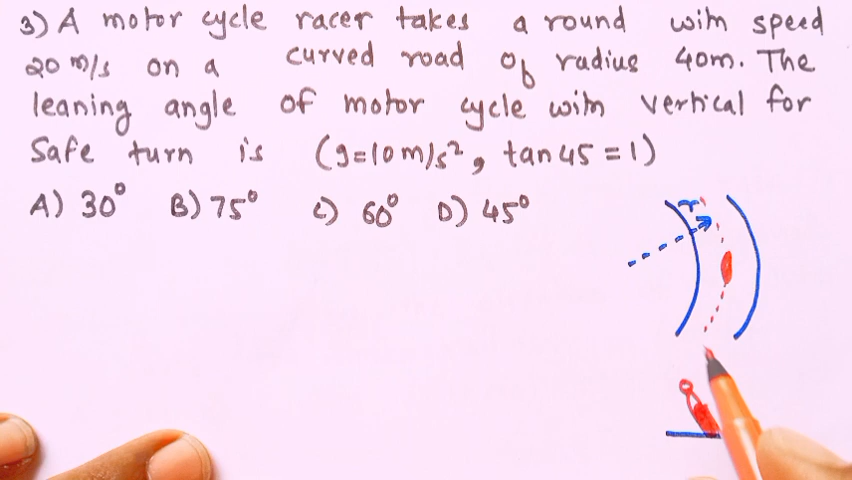 3) A motor cycle racer takes a round with speed
20 m/s on a curved road of radius 40m. The
leaning angle of motor cycle with vertical for
Safe turn is (g=10 m/s², tan45=1)
A) 30° B) 75° C) 60° D) 45°
r